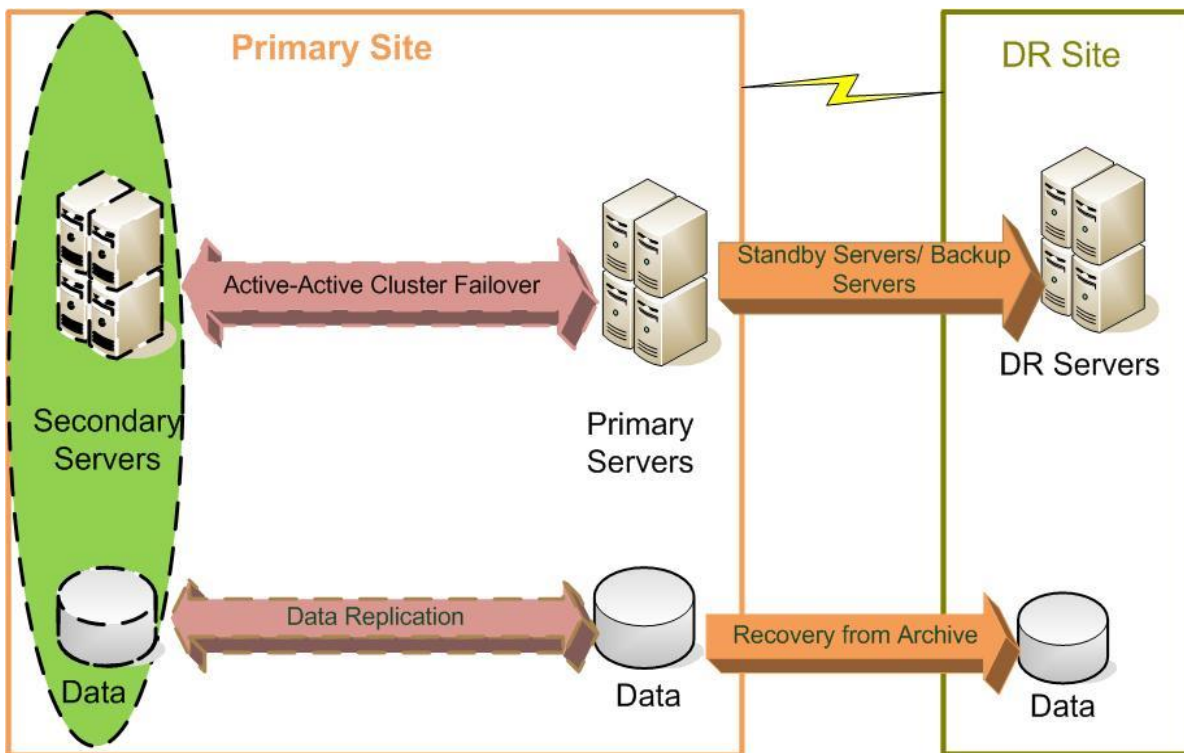 Primary Site
DR Site
Active-Active Cluster Failover
Standby Servers/ Backup
Servers
DR Servers
Secondary
Servers
Primary
Servers
Data Replication
Recovery from Archive
Data
Data
Data